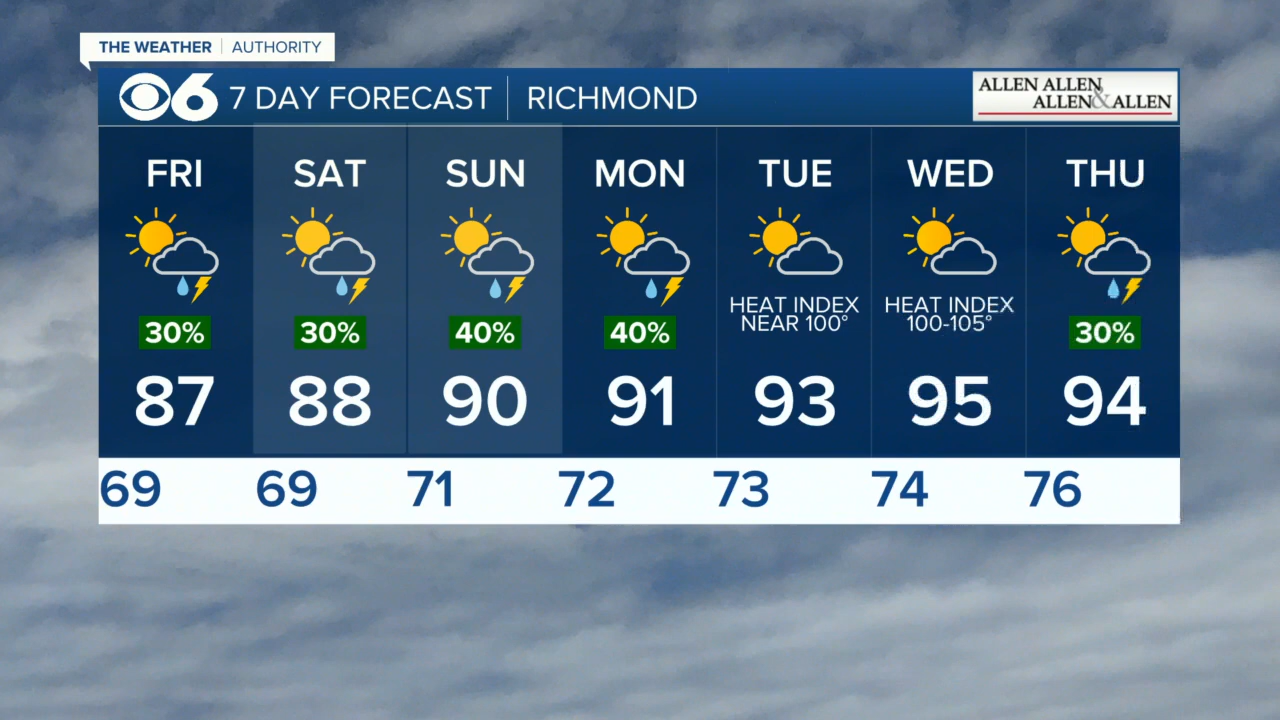 THE WEATHER AUTHORITY
6 7 DAY FORECAST RICHMOND
ALLEN ALLEN
ALLEN & ALLEN
FRI SAT SUN MON TUE WED THU
HEAT INDEX HEAT INDEX
NEAR 100° 100-105°
30% 30% 40% 40% 30%
87 88 90 91 93 95 94
69 69 71 72 73 74 76